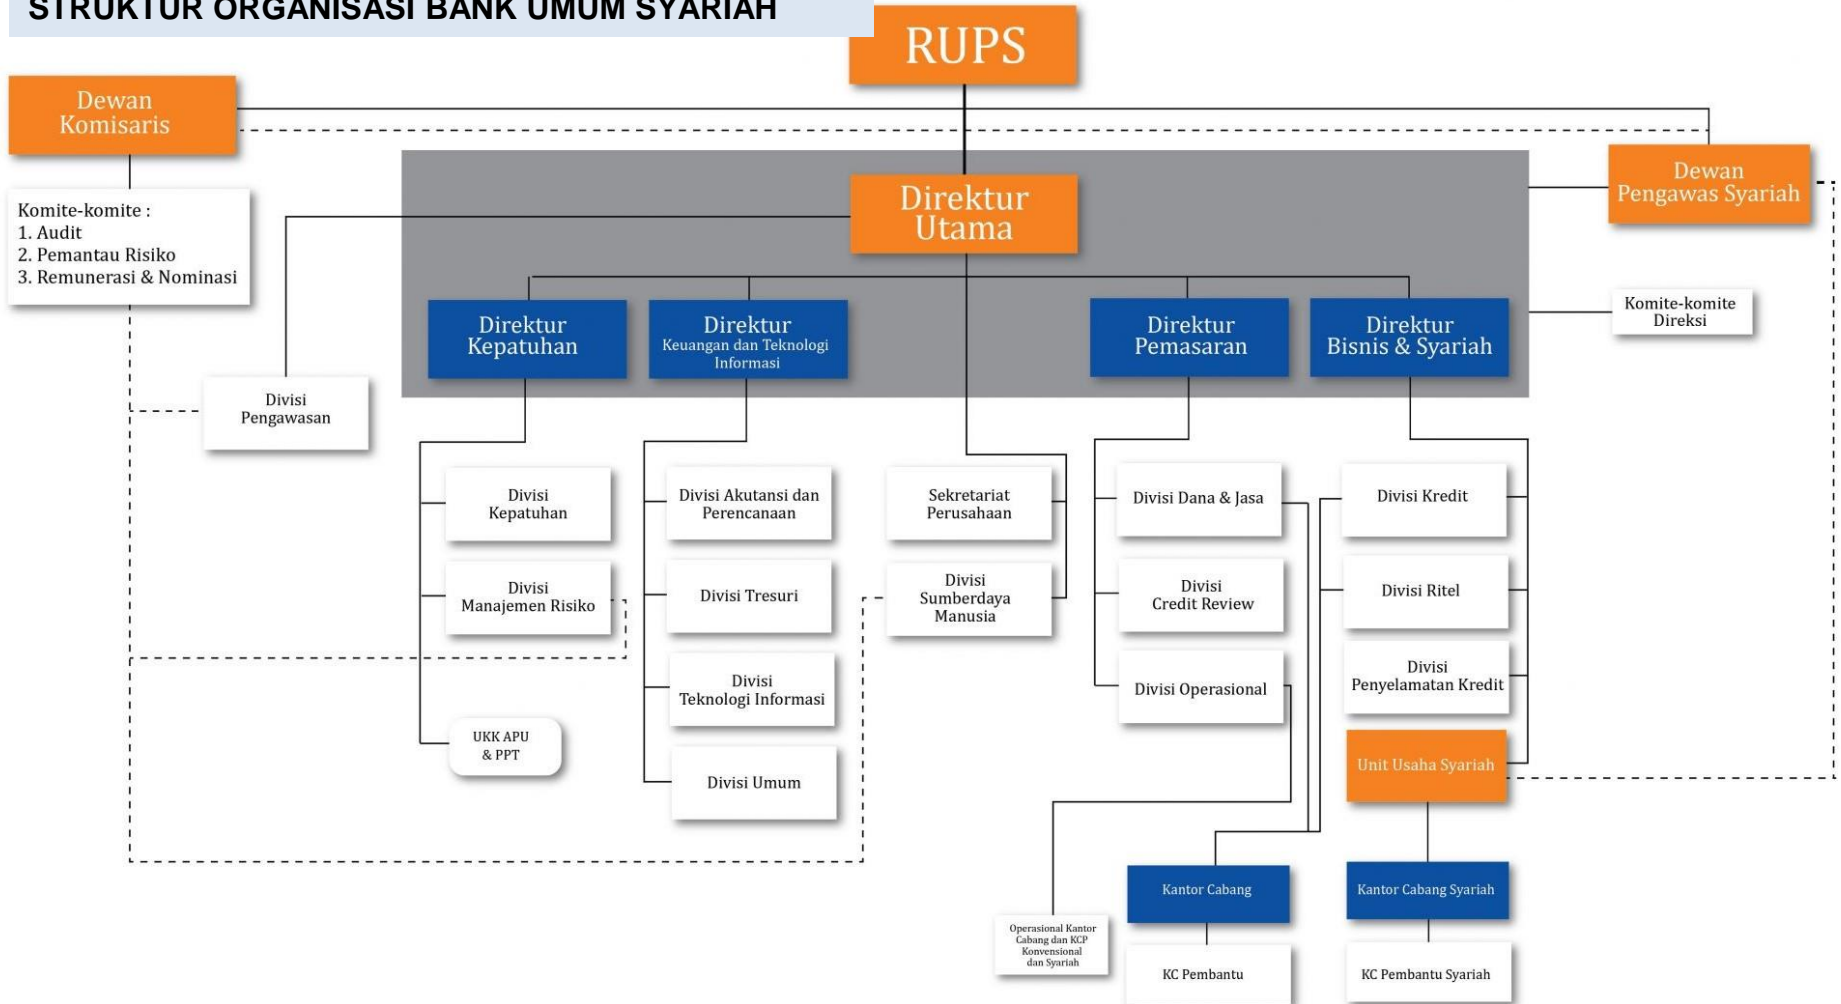 STRUKTUR ORGANISASI BANK UMUM SYARIAH
RUPS
Dewan
Komisaris
Dewan
Pengawas Syariah
Komite-komite :
1. Audit
2. Pemantau Risiko
3. Remunerasi & Nominasi
Direktur
Utama
Direktur
Kepatuhan
Direktur
Keuangan dan Teknologi
Informasi
Direktur
Pemasaran
Direktur
Bisnis & Syariah
Komite-komite
Direksi
Divisi
Pengawasan
Divisi
Kepatuhan
Divisi Akutansi dan
Perencanaan
Sekretariat
Perusahaan
Divisi Dana & Jasa
Divisi Kredit
Divisi
Manajemen Risiko
Divisi Tresuri
Divisi
Sumberdaya
Manusia
Divisi
Credit Review
Divisi Ritel
Divisi
Teknologi Informasi
Divisi Operasional
Divisi
Penyelamatan Kredit
UKK APU
& PPT
Divisi Umum
Unit Usaha Syariah
Kantor Cabang
Kantor Cabang Syariah
Operasional Kantor
Cabang dan KCP
Konvensional
dan Syariah
KC Pembantu
KC Pembantu Syariah